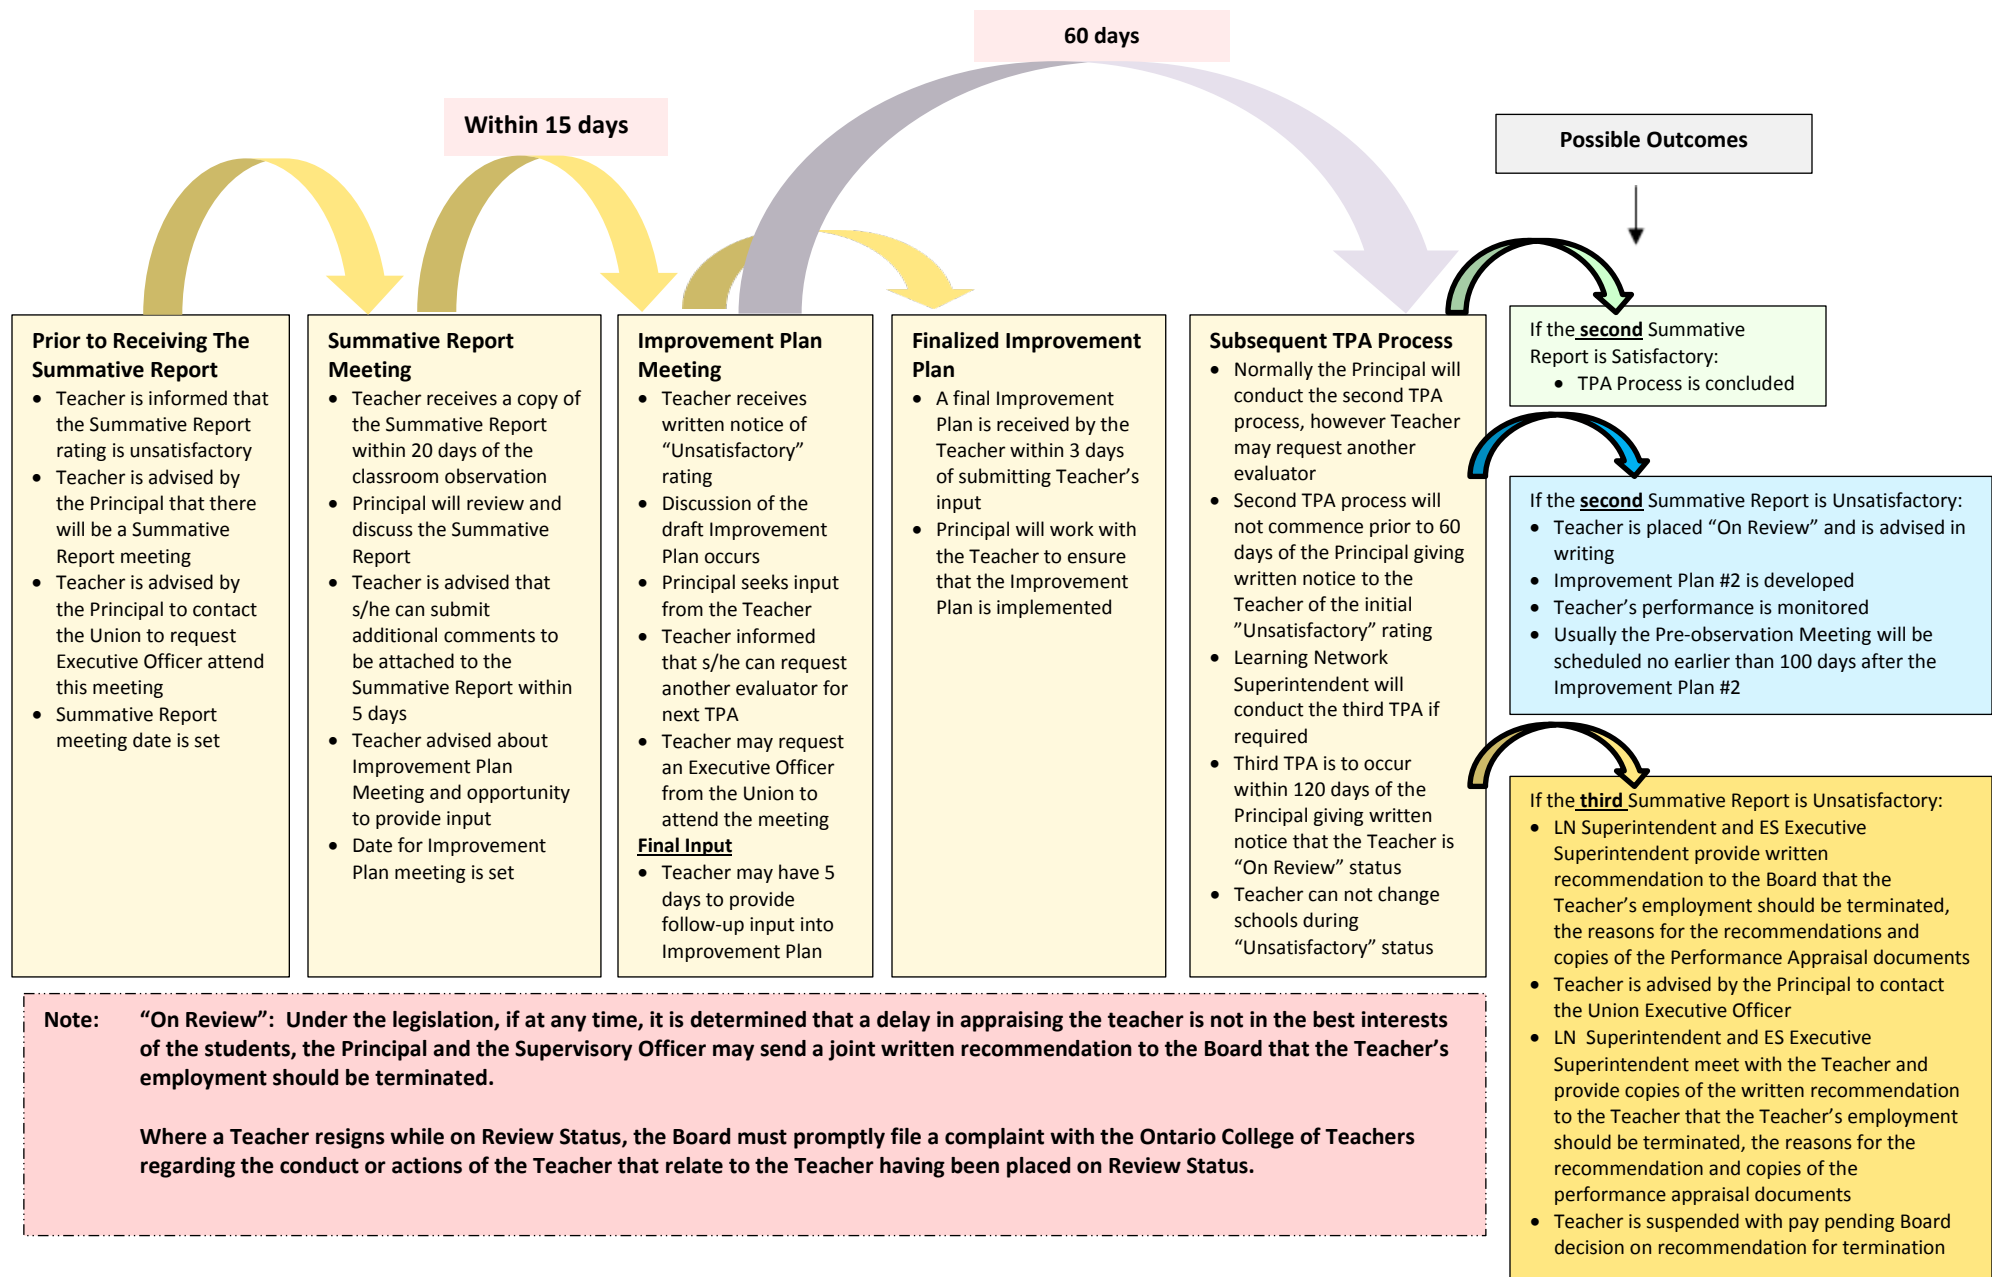 60 days
Within 15 days
Possible Outcomes
Prior to Receiving The
Summative Report
• Teacher is informed that
the Summative Report
rating is unsatisfactory
• Teacher is advised by
the Principal that there
will be a Summative
Report meeting
• Teacher is advised by
the Principal to contact
the Union to request
Executive Officer attend
this meeting
• Summative Report
meeting date is set
Summative Report
Meeting
• Teacher receives a copy of
the Summative Report
within 20 days of the
classroom observation
• Principal will review and
discuss the Summative
Report
• Teacher is advised that
s/he can submit
additional comments to
be attached to the
Summative Report within
5 days
• Teacher advised about
Improvement Plan
Meeting and opportunity
to provide input
• Date for Improvement
Plan meeting is set
Improvement Plan
Meeting
• Teacher receives
written notice of
“Unsatisfactory”
rating
• Discussion of the
draft Improvement
Plan occurs
• Principal seeks input
from the Teacher
• Teacher informed
that s/he can request
another evaluator for
next TPA
• Teacher may request
an Executive Officer
from the Union to
attend the meeting
Final Input
• Teacher may have 5
days to provide
follow-up input into
Improvement Plan
Finalized Improvement
Plan
• A final Improvement
Plan is received by the
Teacher within 3 days
of submitting Teacher’s
input
• Principal will work with
the Teacher to ensure
that the Improvement
Plan is implemented
Subsequent TPA Process
• Normally the Principal will
conduct the second TPA
process, however Teacher
may request another
evaluator
• Second TPA process will
not commence prior to 60
days of the Principal giving
written notice to the
Teacher of the initial
”Unsatisfactory” rating
• Learning Network
Superintendent will
conduct the third TPA if
required
• Third TPA is to occur
within 120 days of the
Principal giving written
notice that the Teacher is
“On Review” status
• Teacher can not change
schools during
“Unsatisfactory” status
If the second Summative
Report is Satisfactory:
• TPA Process is concluded
If the second Summative Report is Unsatisfactory:
• Teacher is placed “On Review” and is advised in
writing
• Improvement Plan #2 is developed
• Teacher’s performance is monitored
• Usually the Pre-observation Meeting will be
scheduled no earlier than 100 days after the
Improvement Plan #2
If the third Summative Report is Unsatisfactory:
• LN Superintendent and ES Executive
Superintendent provide written
recommendation to the Board that the
Teacher’s employment should be terminated,
the reasons for the recommendations and
copies of the Performance Appraisal documents
• Teacher is advised by the Principal to contact
the Union Executive Officer
• LN Superintendent and ES Executive
Superintendent meet with the Teacher and
provide copies of the written recommendation
to the Teacher that the Teacher’s employment
should be terminated, the reasons for the
recommendation and copies of the
performance appraisal documents
• Teacher is suspended with pay pending Board
decision on recommendation for termination
Note: “On Review”: Under the legislation, if at any time, it is determined that a delay in appraising the teacher is not in the best interests
of the students, the Principal and the Supervisory Officer may send a joint written recommendation to the Board that the Teacher’s
employment should be terminated.
Where a Teacher resigns while on Review Status, the Board must promptly file a complaint with the Ontario College of Teachers
regarding the conduct or actions of the Teacher that relate to the Teacher having been placed on Review Status.